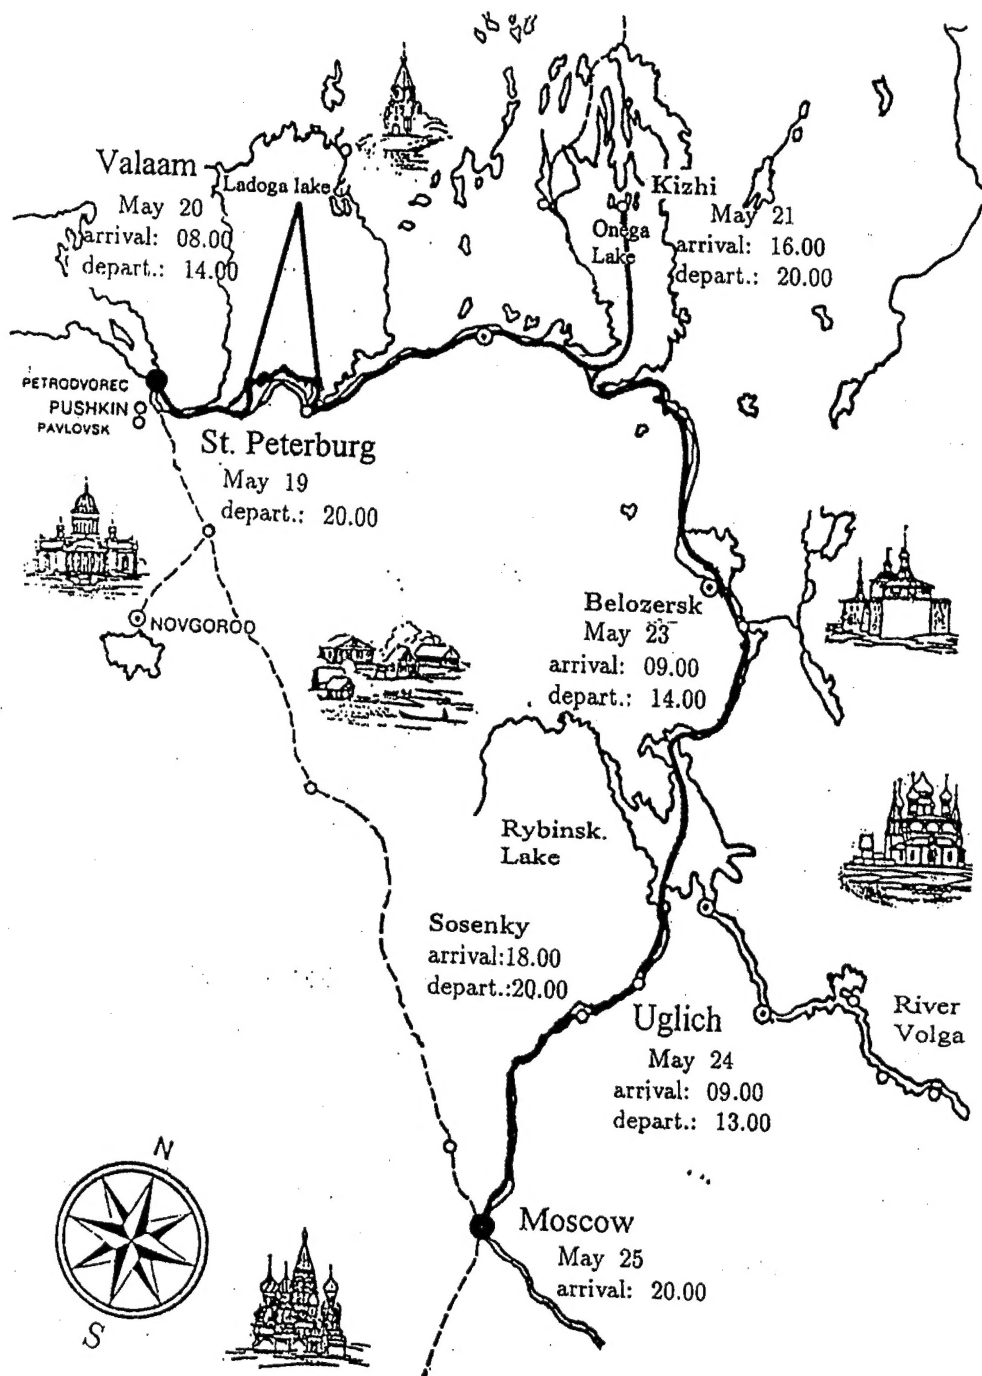 Valaam
May 20
arrival: 08.00
depart.: 14.00
Ladoga lake
Kizhi
May 21
arrival: 16.00
depart.: 20.00
Onega
Lake
PETRODVOREC
PUSHKIN
PAVLOVSK
St. Peterburg
May 19
depart.: 20.00
NOVGOROD
Belozersk
May 23
arrival: 09.00
depart.: 14.00
Rybinsk.
Lake
Sosenky
arrival:18.00
depart.:20.00
Uglich
May 24
arrival: 09.00
depart.: 13.00
River
Volga
N
S
Moscow
May 25
arrival: 20.00